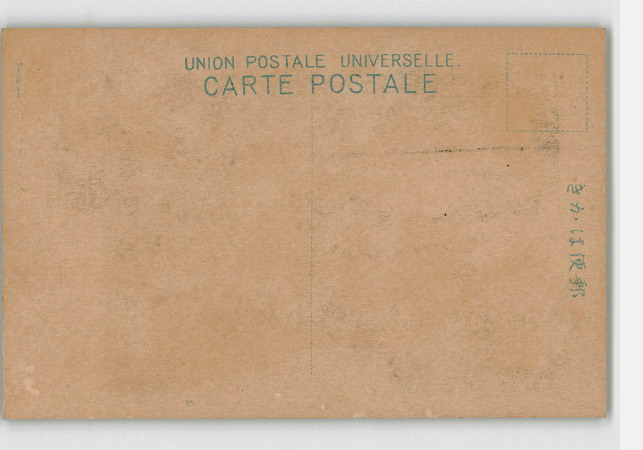 UNION POSTALE UNIVERSELLE.
CARTE POSTALE
きかは便郵